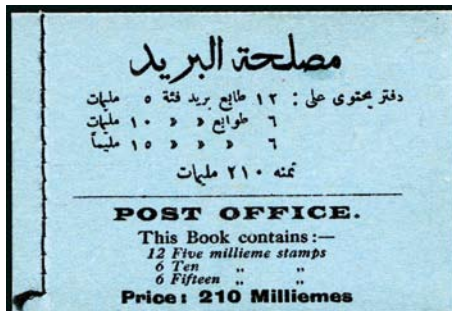 مصلحة البريد
دفتر يحتوى على : ١٢ طابع بريد فئة ٥ مليمات
٦ طوابع » » ١٠ مليمات
٦ » » » ١٥ مليماً
ثمنه ٢١٠ مليمات
POST OFFICE.
This Book contains:—
12 Five millieme stamps
6 Ten „ „
6 Fifteen „ „
Price: 210 Milliemes